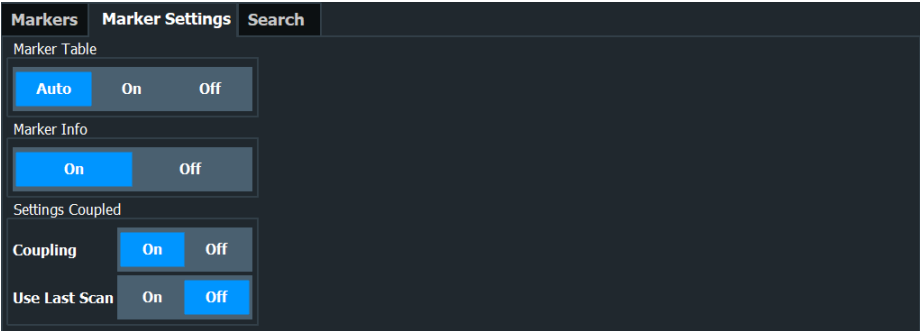 Markers Marker Settings Search
Marker Table
Auto On Off
Marker Info
On Off
Settings Coupled
Coupling On Off
Use Last Scan On Off